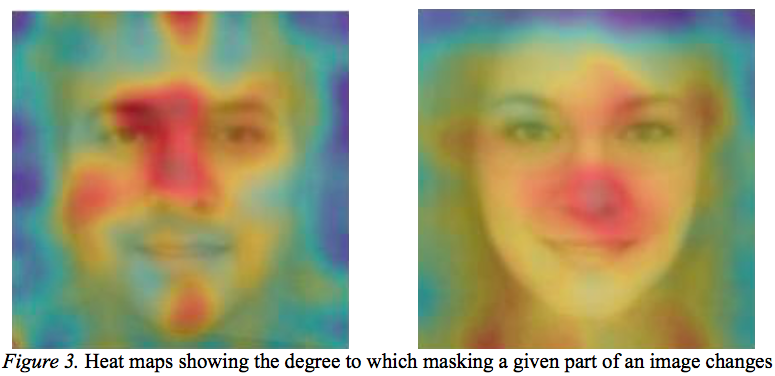 Figure 3. Heat maps showing the degree to which masking a given part of an image changes